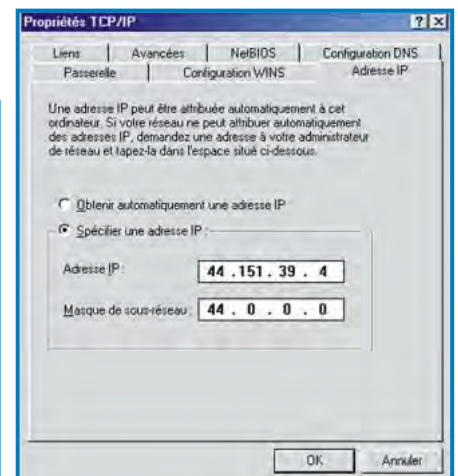 Propriétés TCP/IP
Liens Avancées NetBIOS Configuration DNS
Passerelle Configuration WINS Adresse IP
Une adresse IP peut être attribuée automatiquement à cet
ordinateur. Si votre réseau ne peut attribuer automatiquement
des adresses IP, demandez une adresse à votre administrateur
de réseau et tapez-la dans l'espace situé ci-dessous.
Obtenir automatiquement une adresse IP
Spécifier une adresse IP :
Adresse IP : 44 .151. 39 . 4
Masque de sous-réseau : 44 . 0 . 0 . 0
OK Annuler